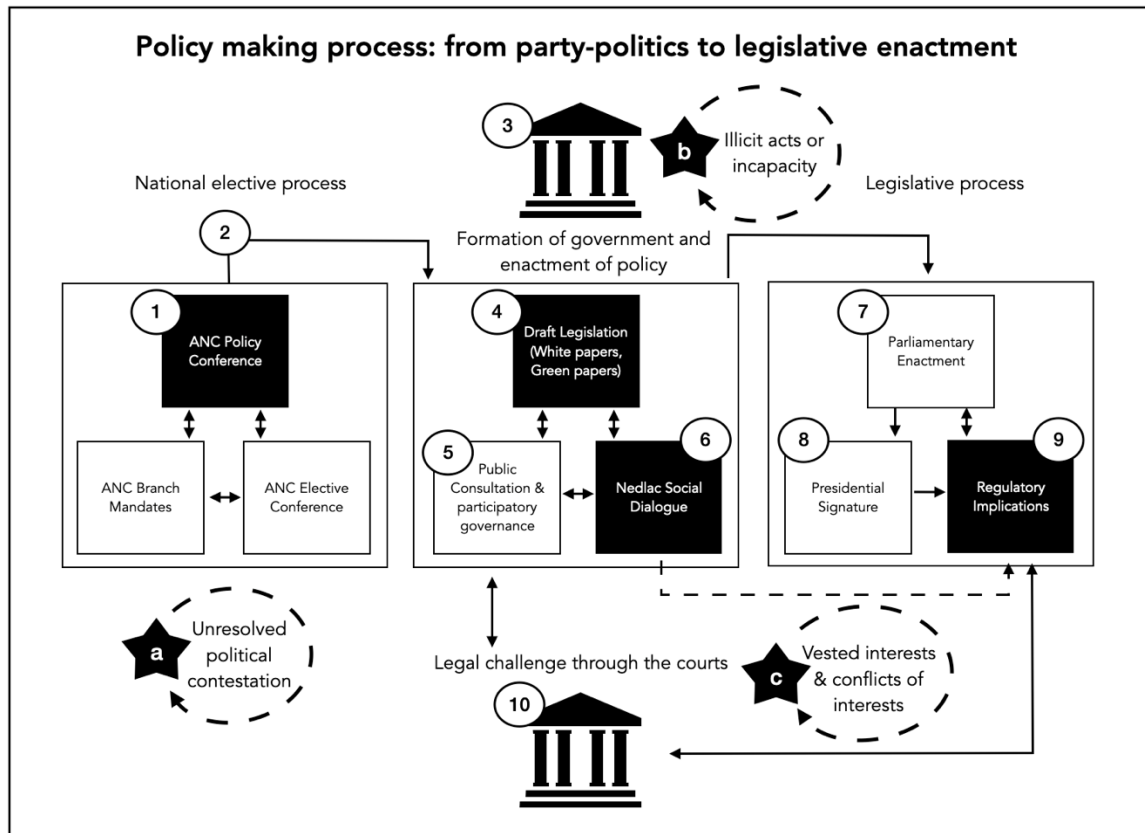 Policy making process: from party-politics to legislative enactment
3
b
Illicit acts or
incapacity
National elective process
Legislative process
2
Formation of government and
enactment of policy
1
ANC Policy
Conference
4
Draft Legislation
(White papers,
Green papers)
7
Parliamentary
Enactment
ANC Branch
Mandates
ANC Elective
Conference
5
Public
Consultation &
participatory
governance
6
Nedlac Social
Dialogue
8
Presidential
Signature
9
Regulatory
Implications
a
Unresolved
political
contestation
Legal challenge through the courts
c
Vested interests
& conflicts of
interests
10